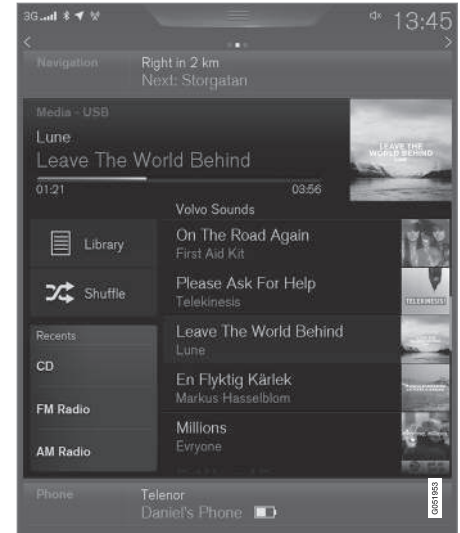 3G
13:45
Navigation
Right in 2 km
Next: Storgatan
Media - USB
Lune
Leave The World Behind
01:21
03:56
LEAVE THE
WORLD BEHIND
Volvo Sounds
Library
Shuffle
On The Road Again
First Aid Kit
Please Ask For Help
Telekinesis
TELEKINESIS!
Leave The World Behind
Lune
En Flyktig Kärlek
Markus Hasselblom
Millions
Evryone
Recents
CD
FM Radio
AM Radio
Phone
Telenor
Daniel's Phone
G051953